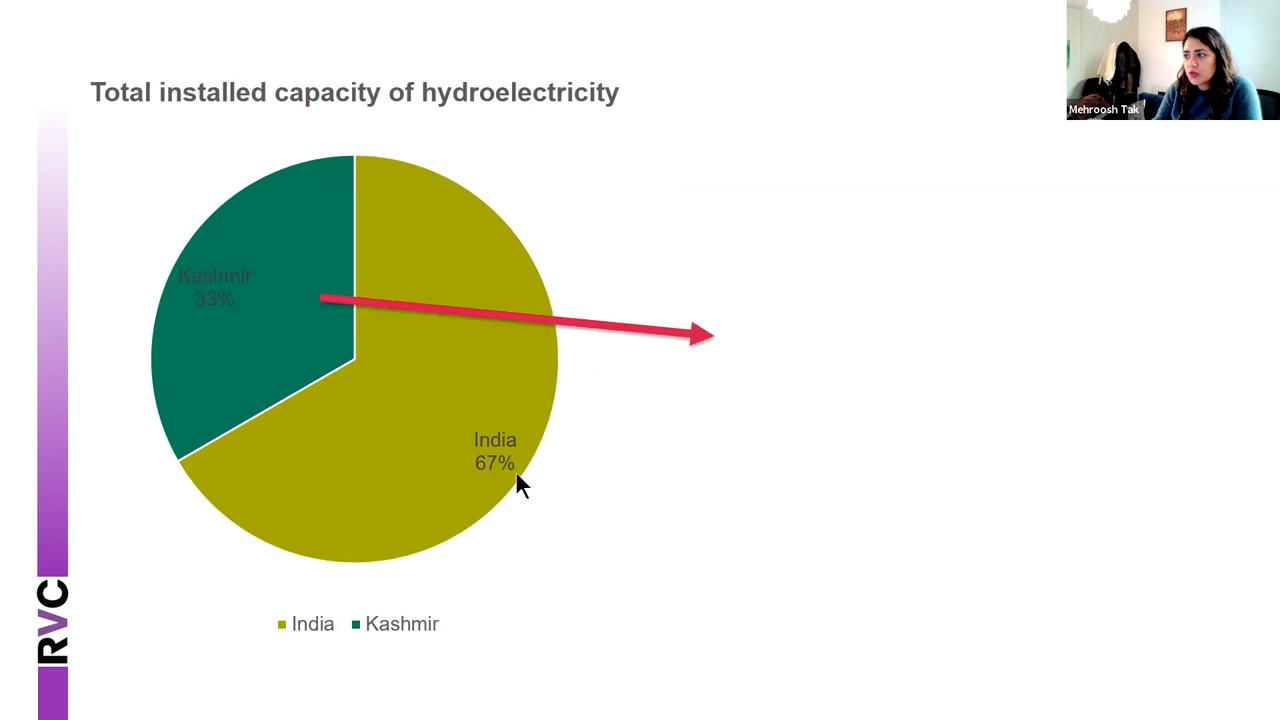 Total installed capacity of hydroelectricity
Mehroosh Tak
Kashmir
33%
India
67%
India
Kashmir
RVC